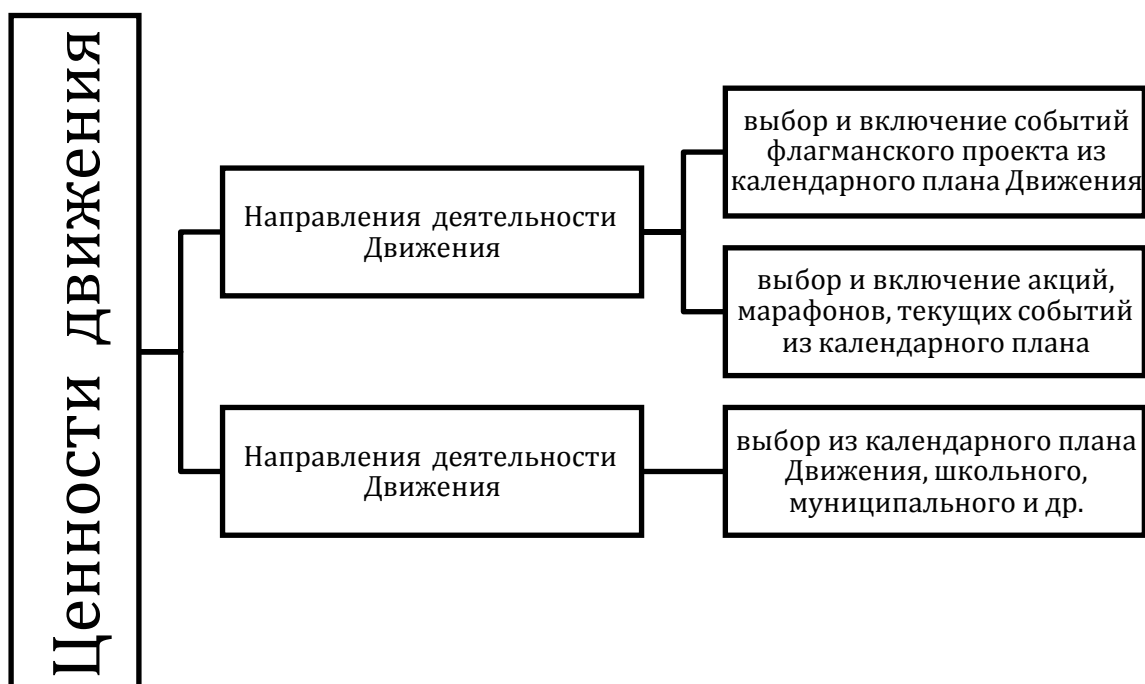 Ценности движения
Направления деятельности
Движения
выбор и включение событий
флагманского проекта из
календарного плана Движения
выбор и включение акций,
марафонов, текущих событий
из календарного плана
Направления деятельности
Движения
выбор из календарного плана
Движения, школьного,
муниципального и др.